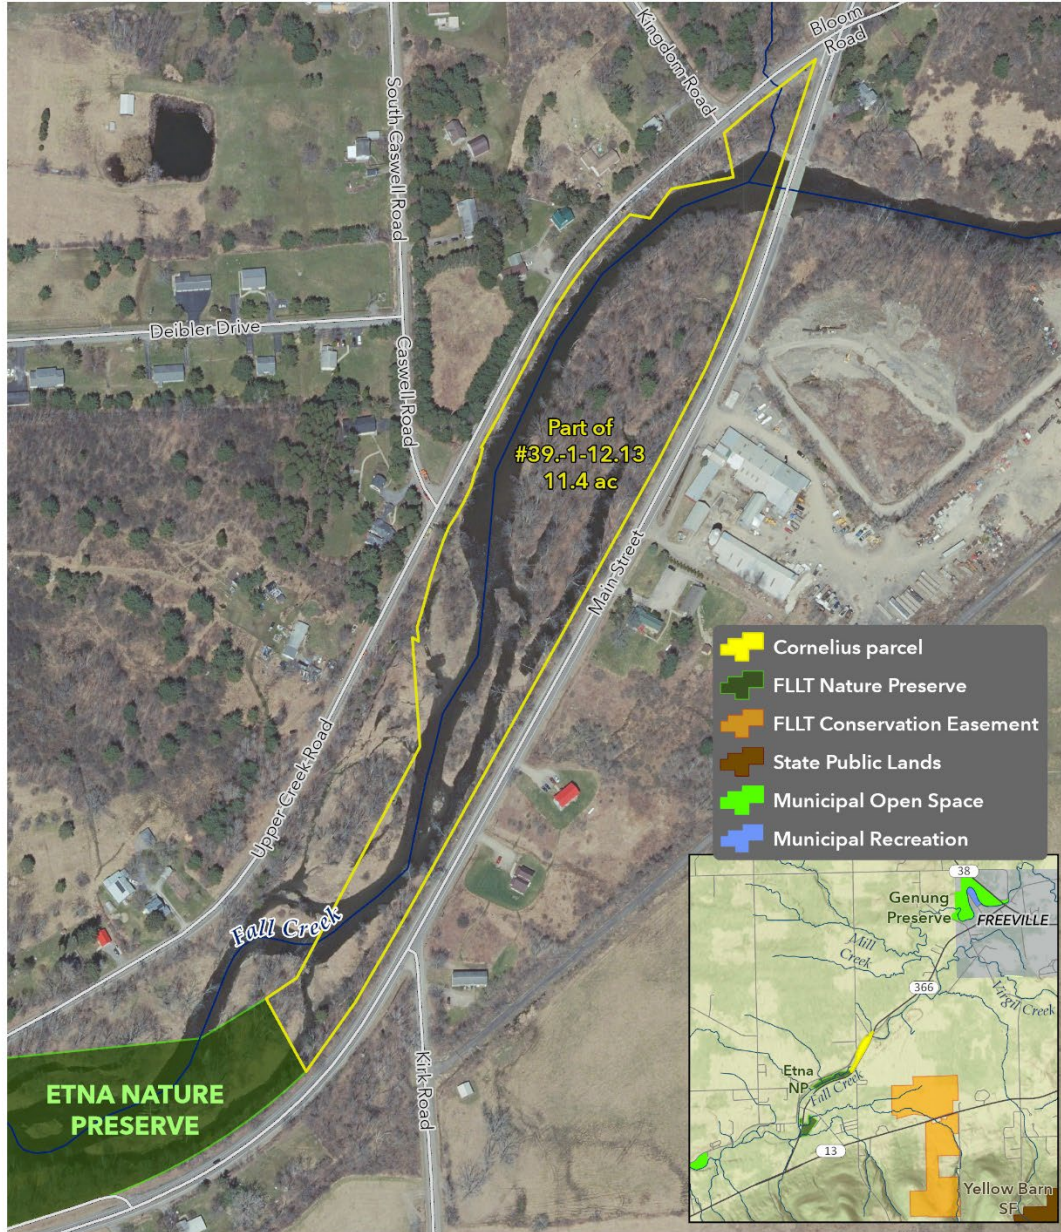 Bloom
Road
Kingdom Road
South Caswell Road
Deibler Drive
Caswell Road
Part of
#39.-1-12.13
11.4 ac
Main Street
Upper Creek Road
Fall Creek
Kirk Road
ETNA NATURE
PRESERVE
Cornelius parcel
FLLT Nature Preserve
FLLT Conservation Easement
State Public Lands
Municipal Open Space
Municipal Recreation
38
Genung
Preserve
FREEVILLE
Mill
Creek
366
Virgil Creek
Etna
NP
Fall Creek
13
Yellow Barn
SF